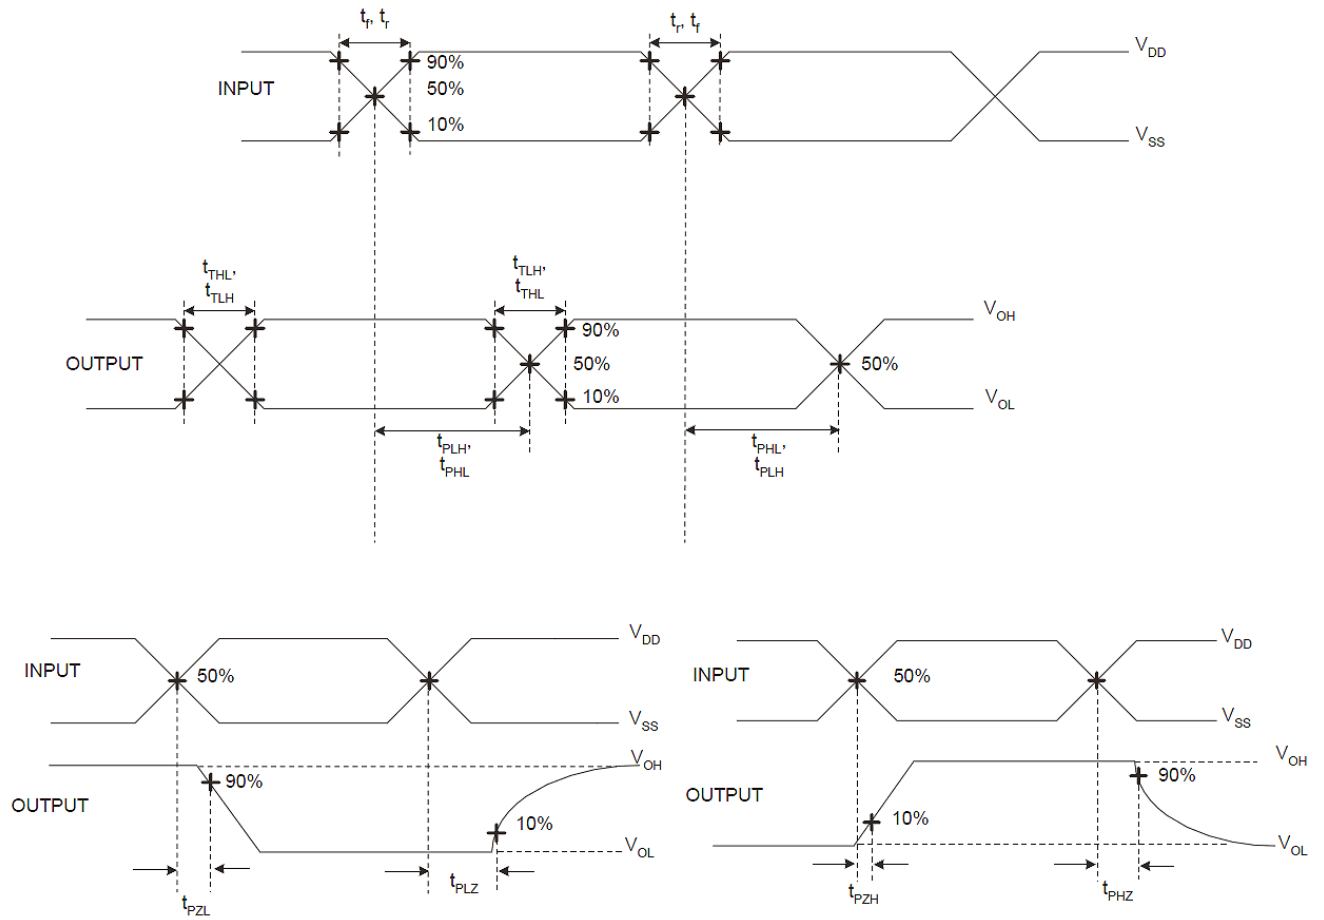 tf, tr
tr, tf
VDD
90%
INPUT
50%
10%
VSS
tTHL,
tTLH
tTLH,
tTHL
VOH
90%
OUTPUT
50%
50%
10%
VOL
tPLH,
tPHL
tPHL,
tPLH
VDD
INPUT
50%
VSS
VOH
90%
OUTPUT
10%
VOL
tPZL
tPLZ
VDD
INPUT
50%
VSS
VOH
90%
OUTPUT
10%
VOL
tPZH
tPHZ